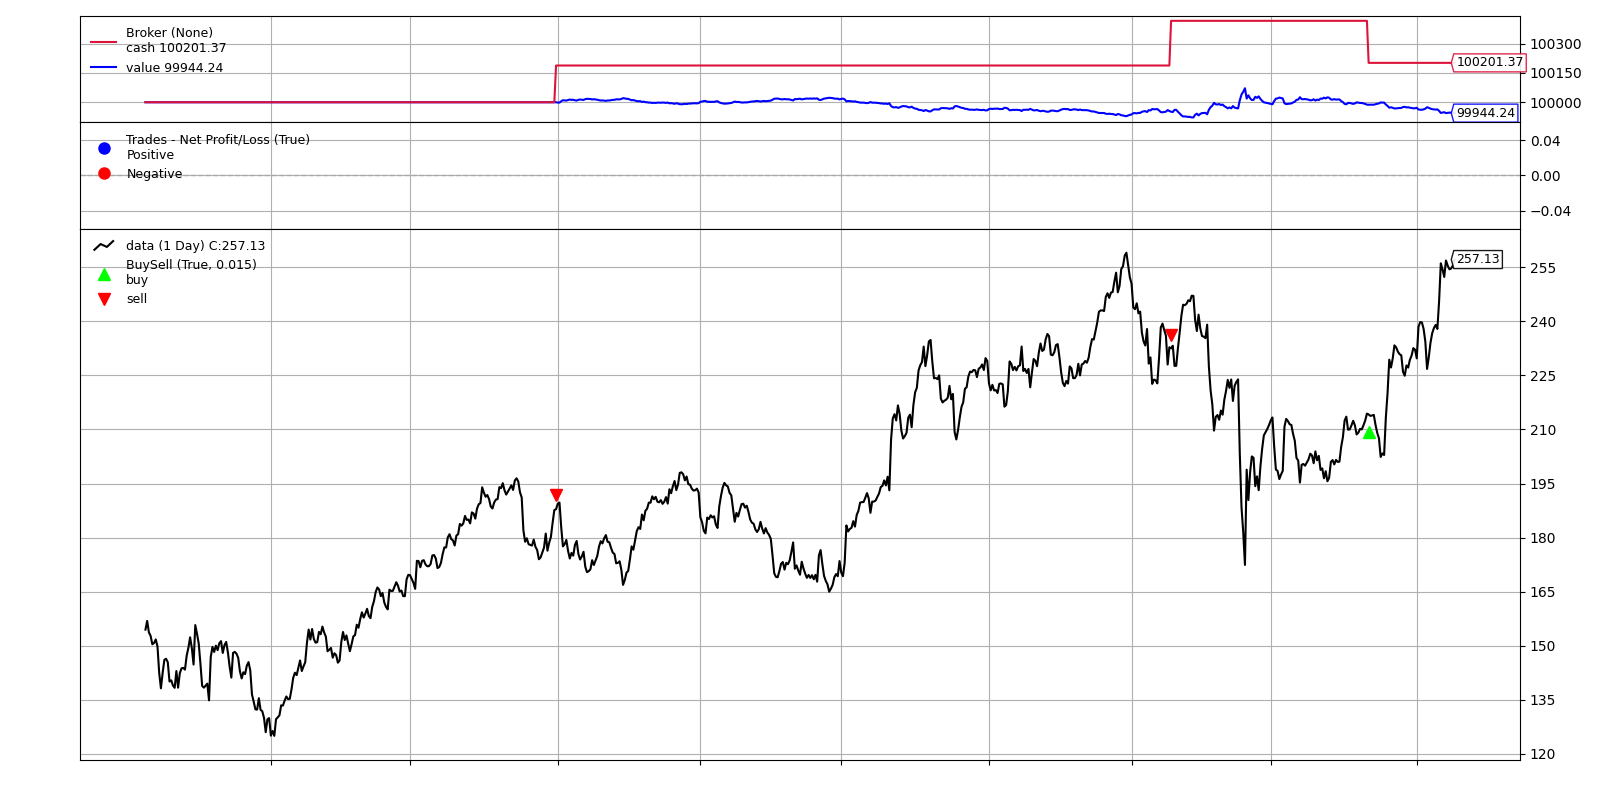 Broker (None)
cash 100201.37
value 99944.24
100300
100201.37
100150
100000
99944.24
Trades - Net Profit/Loss (True)
Positive
Negative
0.04
0.00
−0.04
data (1 Day) C:257.13
BuySell (True, 0.015)
buy
sell
257.13
255
240
225
210
195
180
165
150
135
120